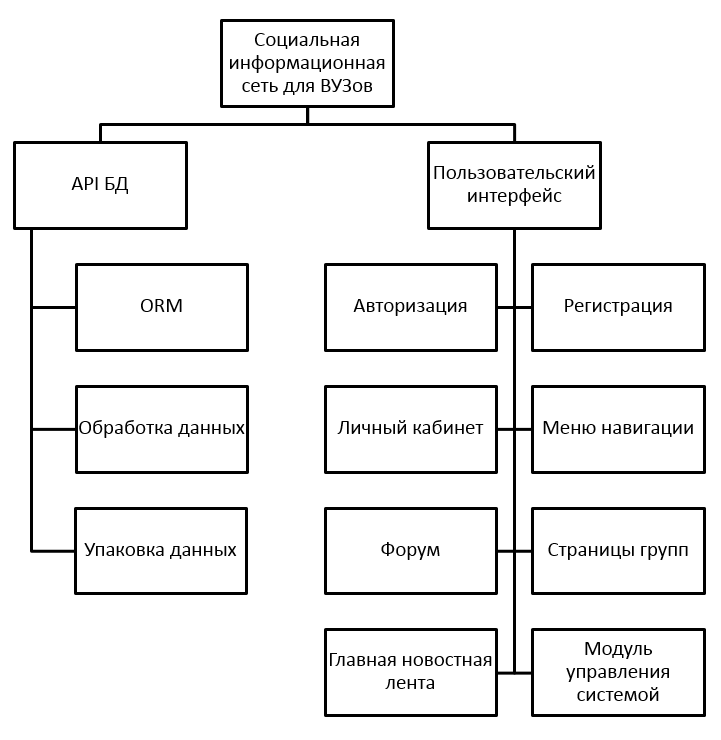 Социальная
информационная
сеть для ВУЗов
API БД
Пользовательский
интерфейс
ORM
Авторизация
Регистрация
Обработка данных
Личный кабинет
Меню навигации
Упаковка данных
Форум
Страницы групп
Главная новостная
лента
Модуль
управления
системой